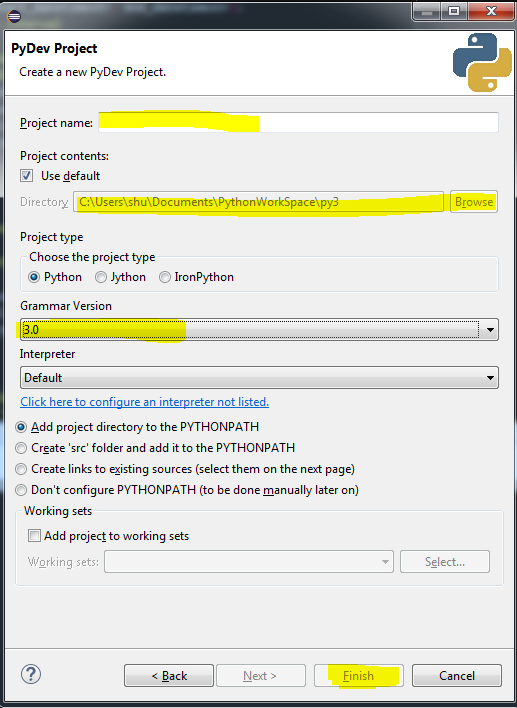 PyDev Project
Create a new PyDev Project.
Project name:
Project contents:
Use default
Directory C:\Users\shu\Documents\PythonWorkSpace\py3 Browse
Project type
Choose the project type
Python Jython IronPython
Grammar Version
3.0
Interpreter
Default
Click here to configure an interpreter not listed.
Add project directory to the PYTHONPATH
Create 'src' folder and add it to the PYTHONPATH
Create links to existing sources (select them on the next page)
Don't configure PYTHONPATH (to be done manually later on)
Working sets
Add project to working sets
Working sets: Select...
? < Back Next > Finish Cancel